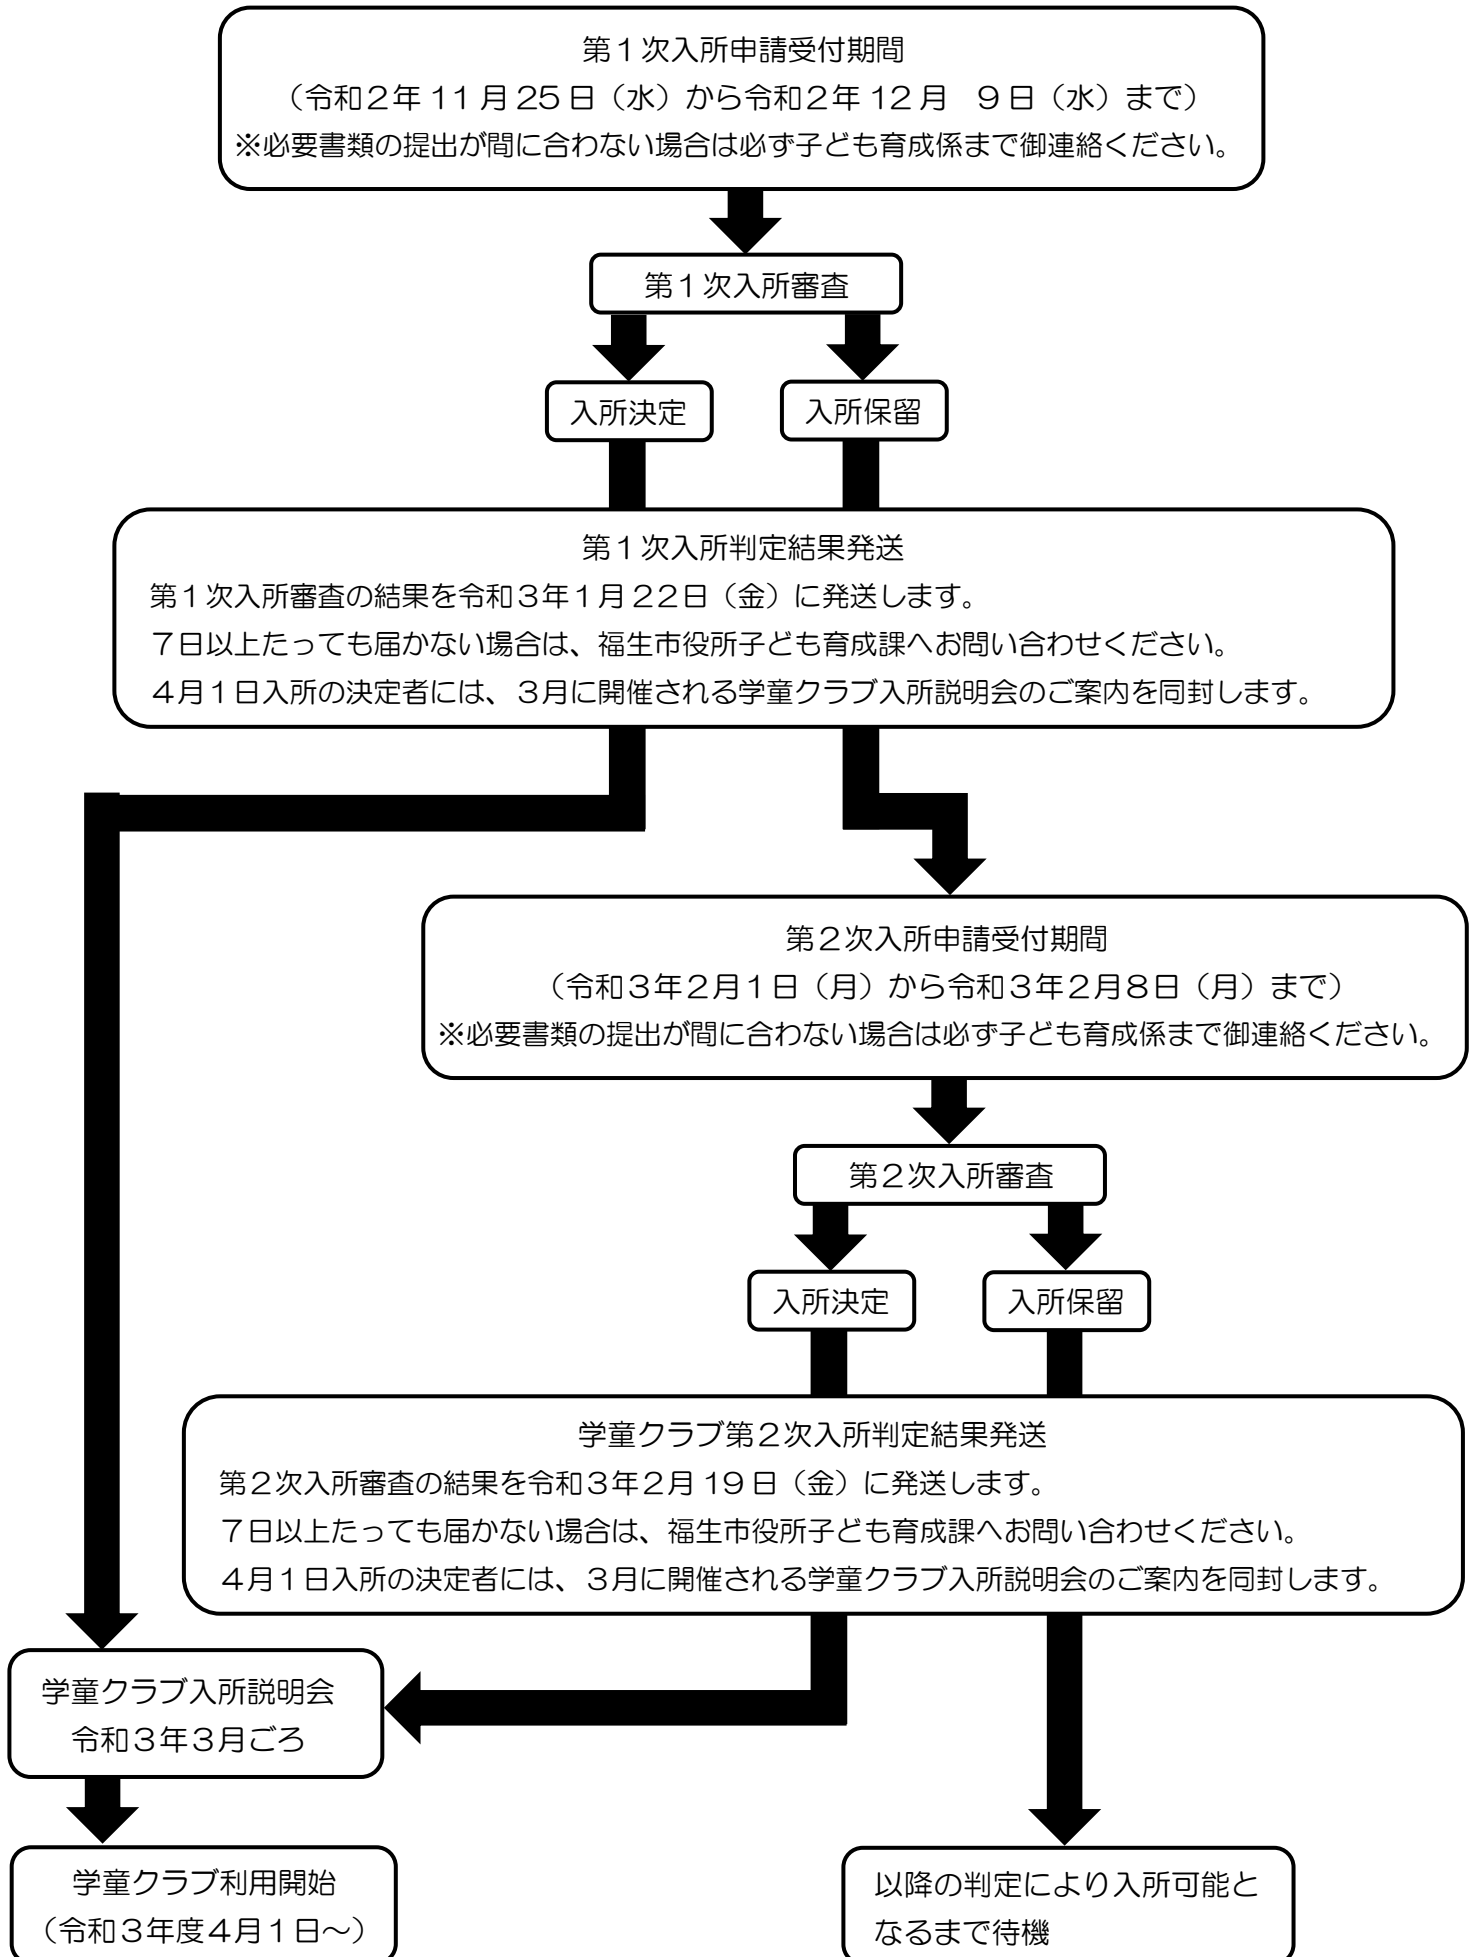 第１次入所申請受付期間
（令和２年 11 月 25 日（水）から令和２年 12 月　９日（水）まで）
※必要書類の提出が間に合わない場合は必ず子ども育成係まで御連絡ください。
第１次入所審査
入所決定
入所保留
第１次入所判定結果発送
第１次入所審査の結果を令和３年１月２２日（金）に発送します。
７日以上たっても届かない場合は、福生市役所子ども育成課へお問い合わせください。
４月１日入所の決定者には、３月に開催される学童クラブ入所説明会のご案内を同封します。
第２次入所申請受付期間
（令和３年２月１日（月）から令和３年２月８日（月）まで）
※必要書類の提出が間に合わない場合は必ず子ども育成係まで御連絡ください。
第２次入所審査
入所決定
入所保留
学童クラブ第２次入所判定結果発送
第２次入所審査の結果を令和３年２月 19 日（金）に発送します。
７日以上たっても届かない場合は、福生市役所子ども育成課へお問い合わせください。
４月１日入所の決定者には、３月に開催される学童クラブ入所説明会のご案内を同封します。
学童クラブ入所説明会
令和３年３月ごろ
学童クラブ利用開始
（令和３年度４月１日～）
以降の判定により入所可能と
なるまで待機